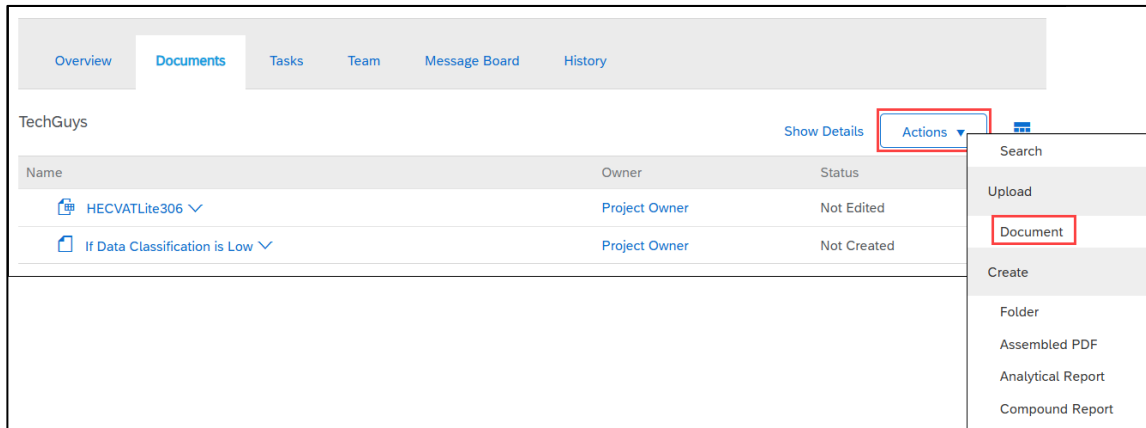 Overview Documents Tasks Team Message Board History
TechGuys
Show Details Actions ▼
Name Owner Status
HECVATLite306 Project Owner Not Edited
If Data Classification is Low Project Owner Not Created
Search
Upload
Document
Create
Folder
Assembled PDF
Analytical Report
Compound Report